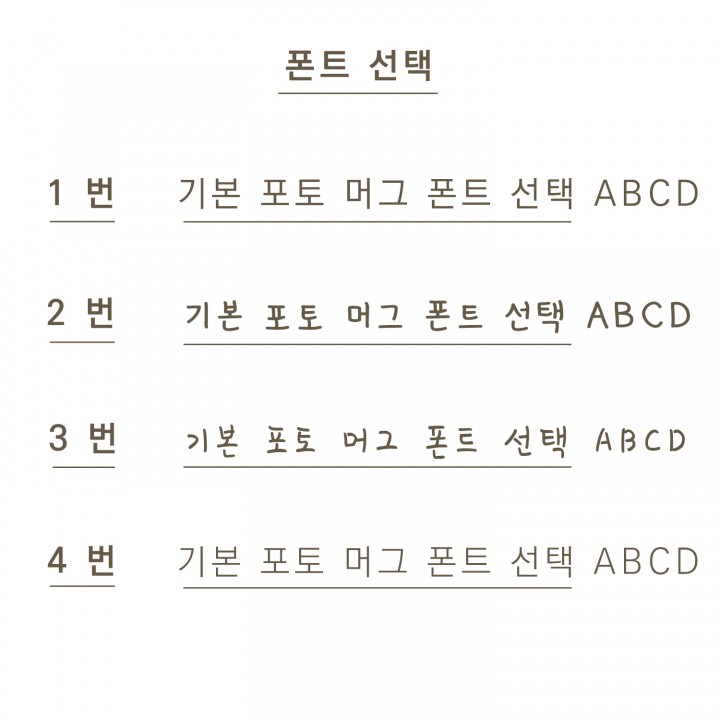 폰트 선택
1 번 기본 포토 머그 폰트 선택 ABCD
2 번 기본 포토 머그 폰트 선택 ABCD
3 번 기본 포토 머그 폰트 선택 ABCD
4 번 기본 포토 머그 폰트 선택 ABCD